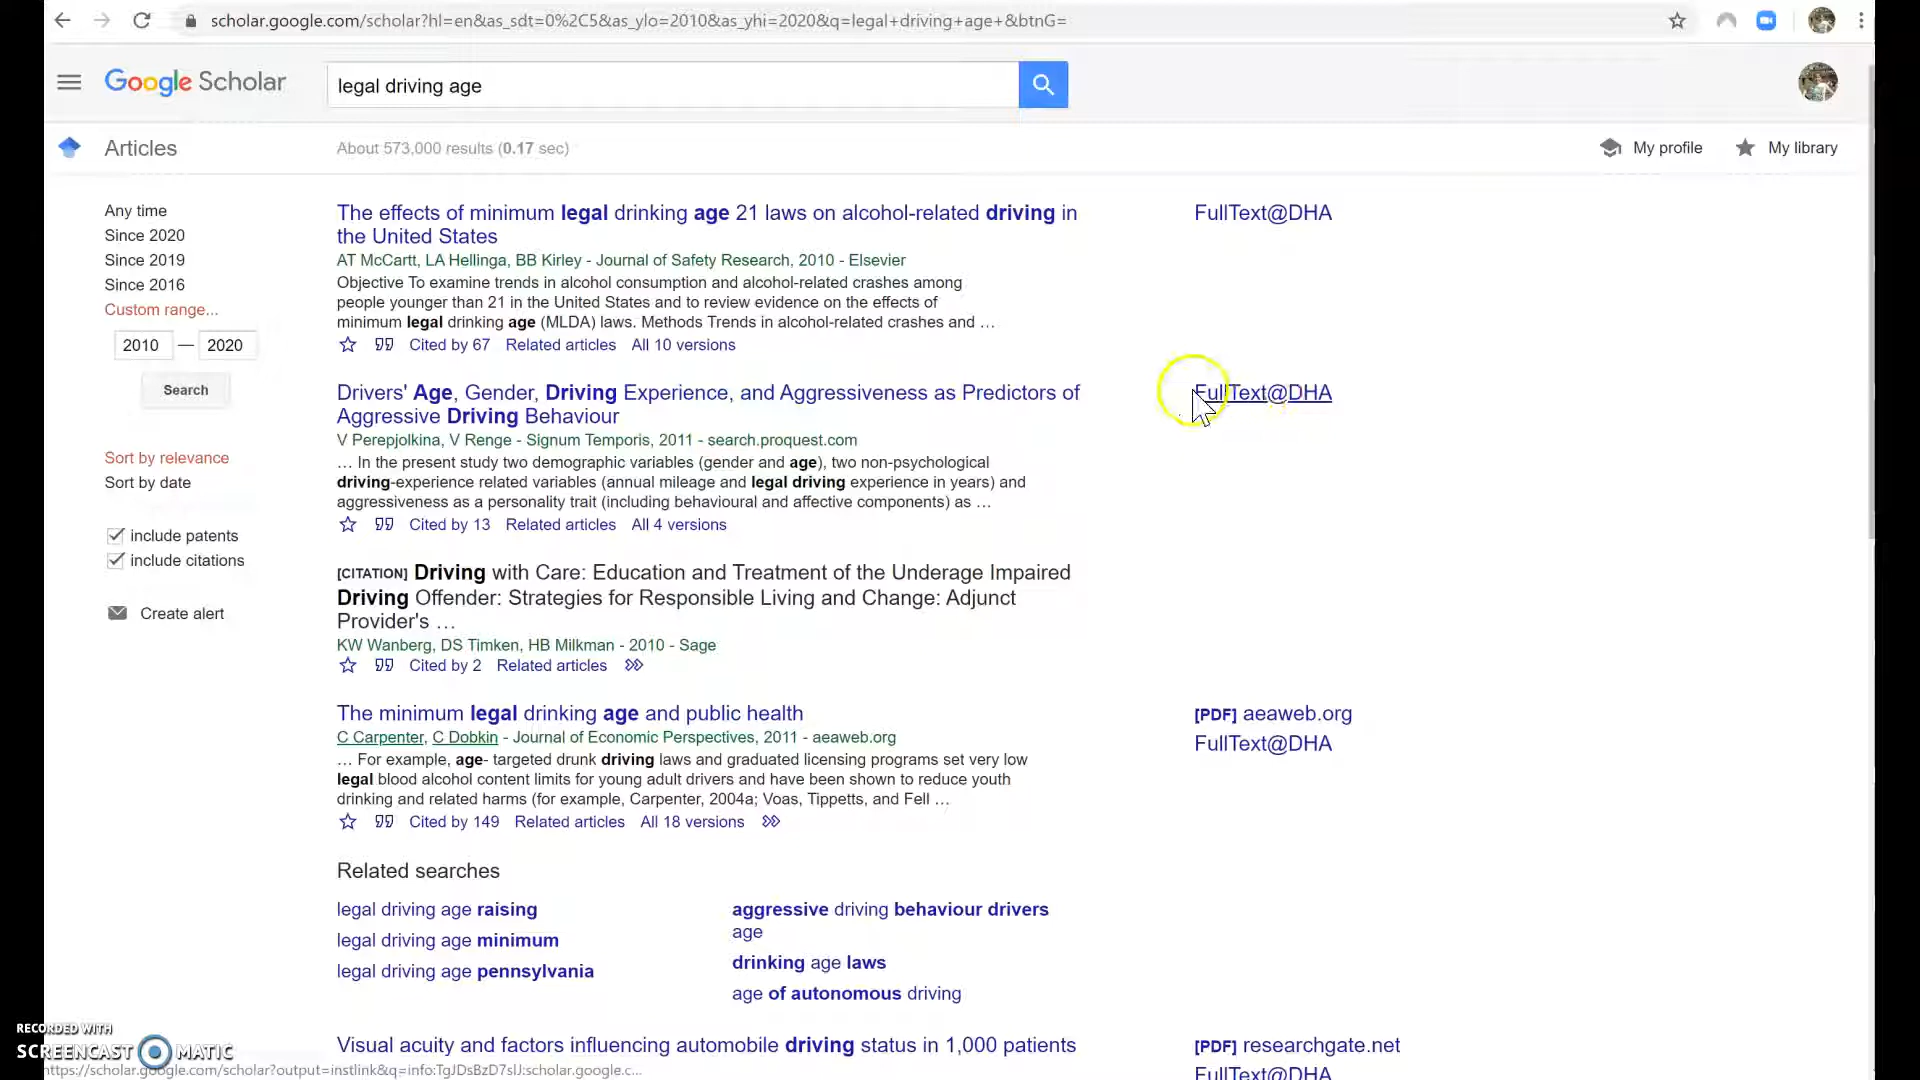 scholar.google.com/scholar?hl=en&as_sdt=0%2C5&as_ylo=2010&as_yhi=2020&q=legal+driving+age+&btnG=
Google Scholar
legal driving age
Articles
About 573,000 results (0.17 sec)
My profile
My library
Any time
Since 2020
Since 2019
Since 2016
Custom range...
2010 — 2020
Search
Sort by relevance
Sort by date
include patents
include citations
Create alert
The effects of minimum legal drinking age 21 laws on alcohol-related driving in
the United States
AT McCartt, LA Hellinga, BB Kirley - Journal of Safety Research, 2010 - Elsevier
Objective To examine trends in alcohol consumption and alcohol-related crashes among
people younger than 21 in the United States and to review evidence on the effects of
minimum legal drinking age (MLDA) laws. Methods Trends in alcohol-related crashes and …
Cited by 67 Related articles All 10 versions
FullText@DHA
Drivers' Age, Gender, Driving Experience, and Aggressiveness as Predictors of
Aggressive Driving Behaviour
V Perepjolkina, V Renge - Signum Temporis, 2011 - search.proquest.com
… In the present study two demographic variables (gender and age), two non-psychological
driving-experience related variables (annual mileage and legal driving experience in years) and
aggressiveness as a personality trait (including behavioural and affective components) as …
Cited by 13 Related articles All 4 versions
FullText@DHA
[CITATION] Driving with Care: Education and Treatment of the Underage Impaired
Driving Offender: Strategies for Responsible Living and Change: Adjunct
Provider's …
KW Wanberg, DS Timken, HB Milkman - 2010 - Sage
Cited by 2 Related articles
The minimum legal drinking age and public health
C Carpenter, C Dobkin - Journal of Economic Perspectives, 2011 - aeaweb.org
… For example, age- targeted drunk driving laws and graduated licensing programs set very low
legal blood alcohol content limits for young adult drivers and have been shown to reduce youth
drinking and related harms (for example, Carpenter, 2004a; Voas, Tippetts, and Fell …
Cited by 149 Related articles All 18 versions
[PDF] aeaweb.org
FullText@DHA
Related searches
legal driving age raising
legal driving age minimum
legal driving age pennsylvania
aggressive driving behaviour drivers
age
drinking age laws
age of autonomous driving
Visual acuity and factors influencing automobile driving status in 1,000 patients
[PDF] researchgate.net
FullText@DHA
RECORDED WITH
SCREENCAST MATIC
https://scholar.google.com/scholar?output=instlink&q=info:TgJDsBzD7slJ:scholar.google.c...